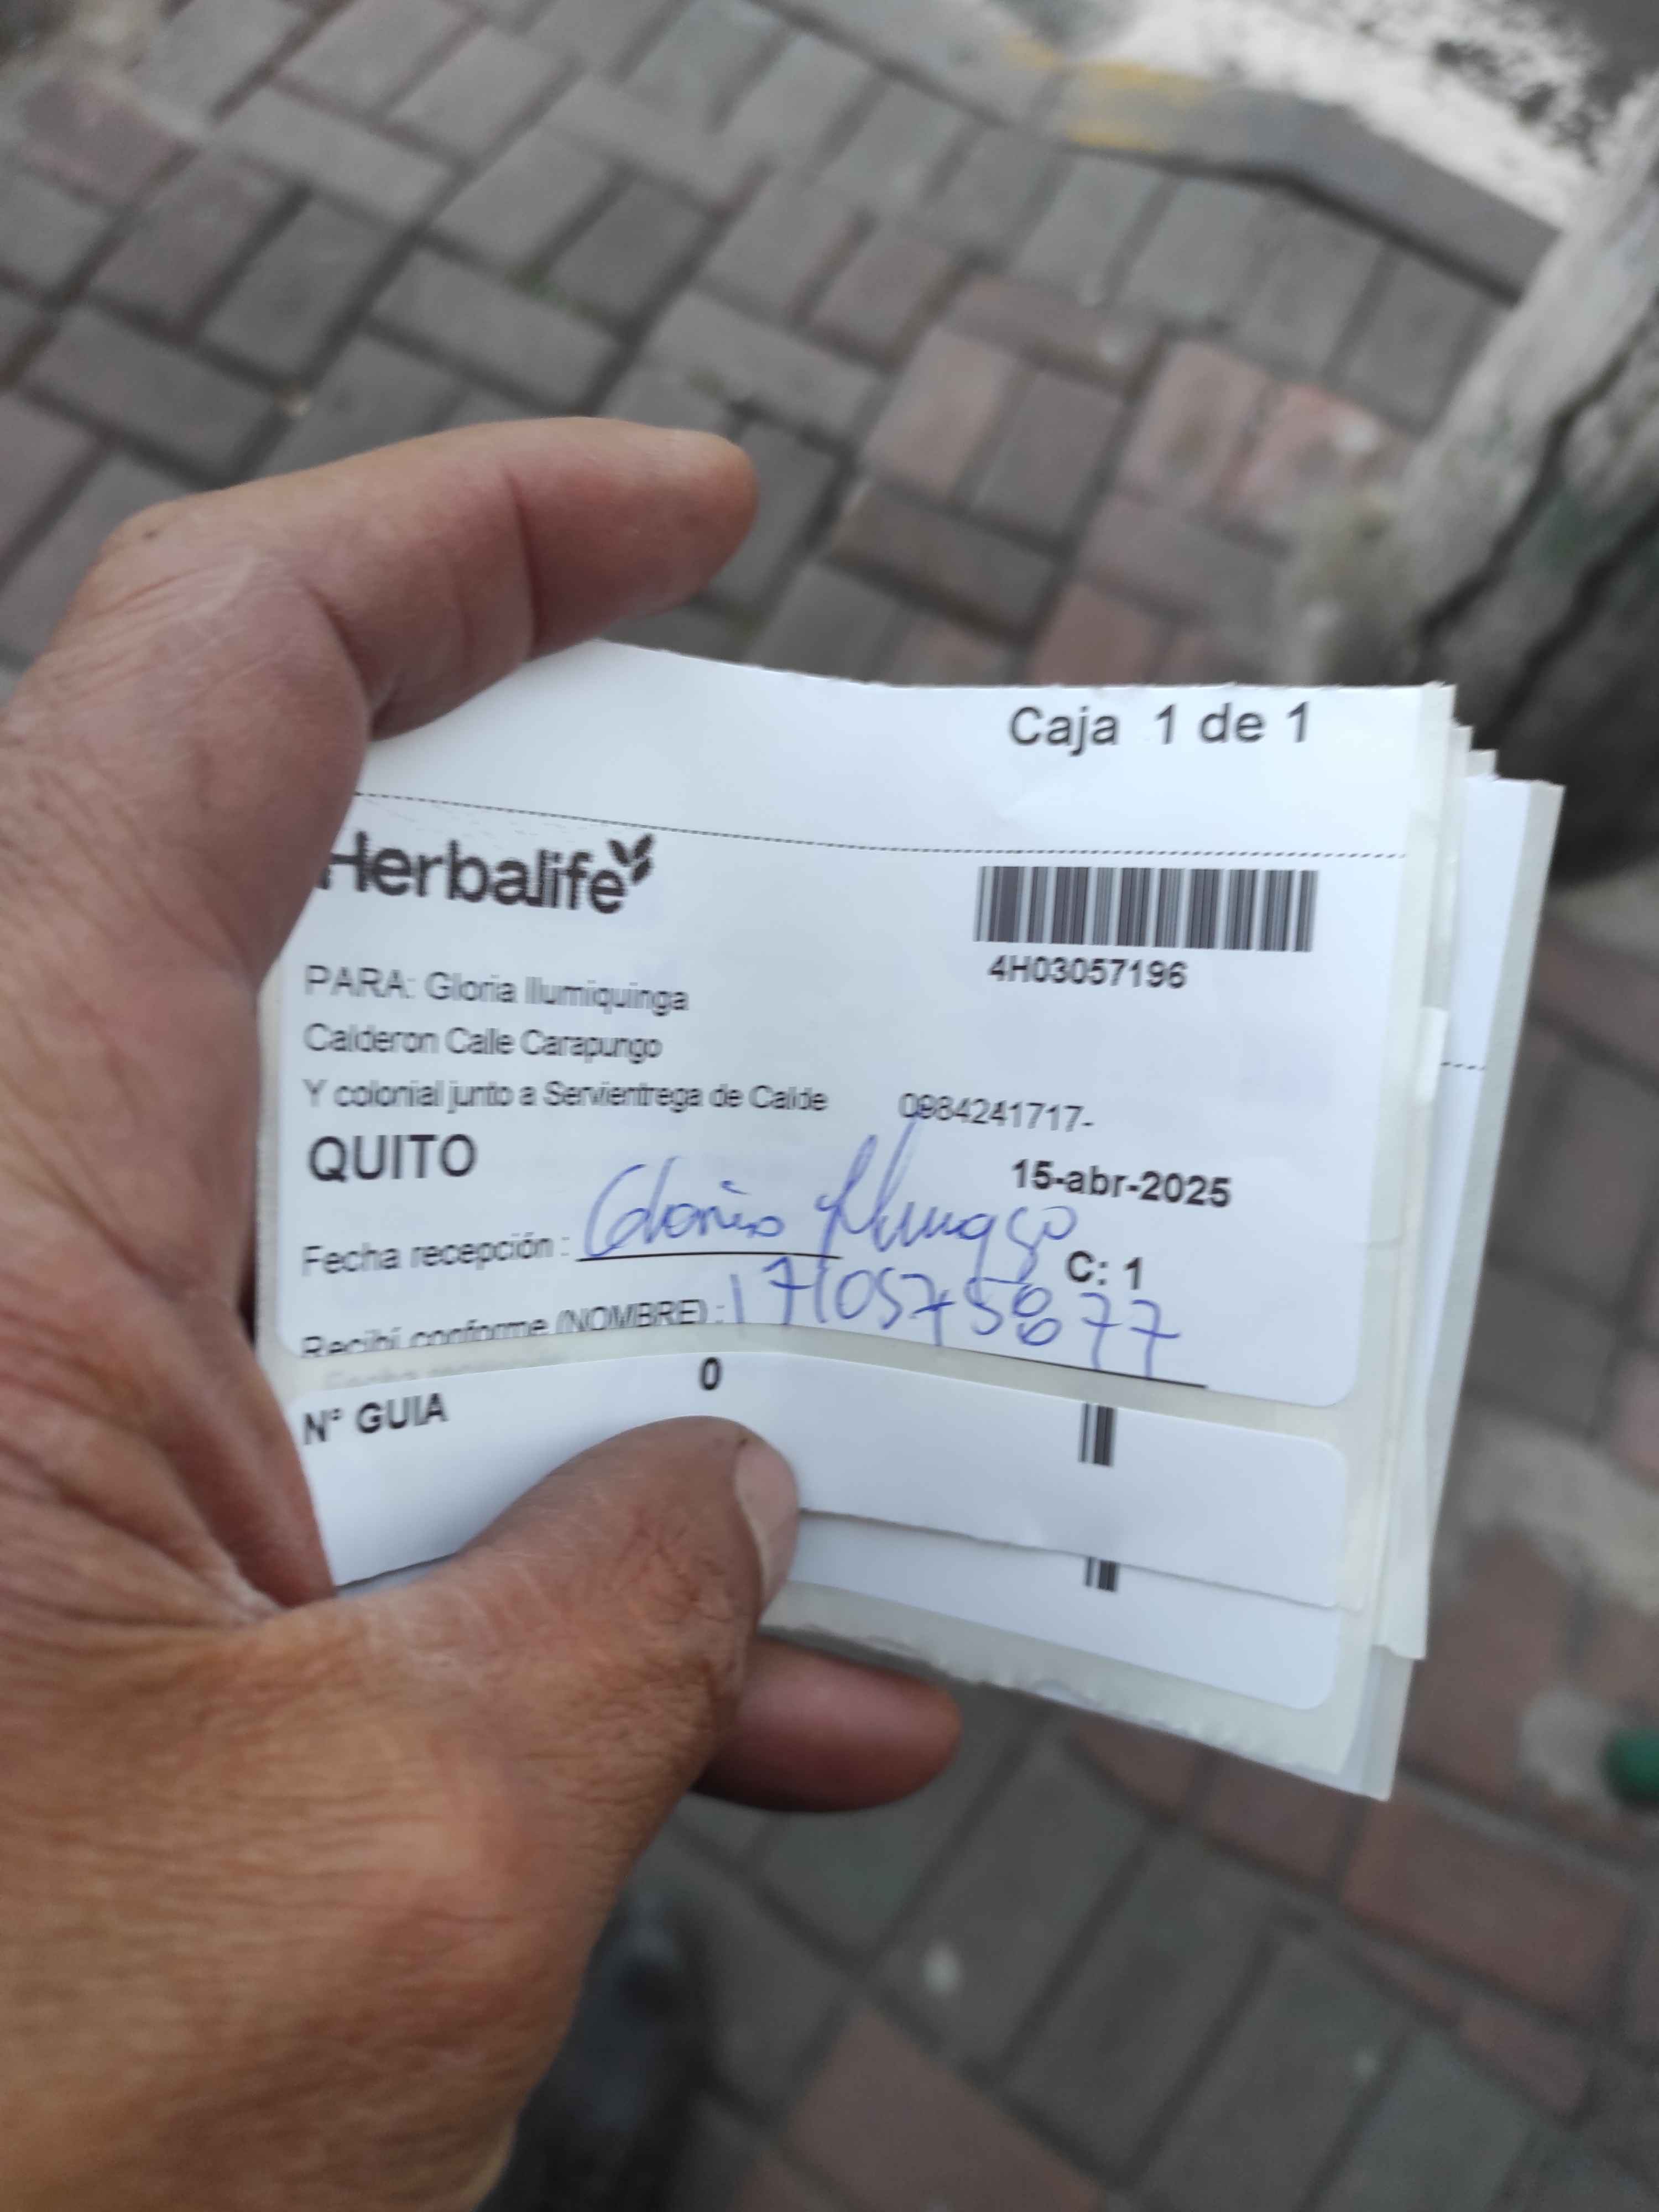 Caja 1 de 1
Herbalife
4H03057196
PARA: Gloria Ilumiquinga
Calderon Calle Carapungo
Y colonial junto a Servientrega de Calde 0984241717-
QUITO
15-abr-2025
Fecha recepción : Gloria
C: 1
Recibí conforme (NOMBRE) :
N° GUIA 0